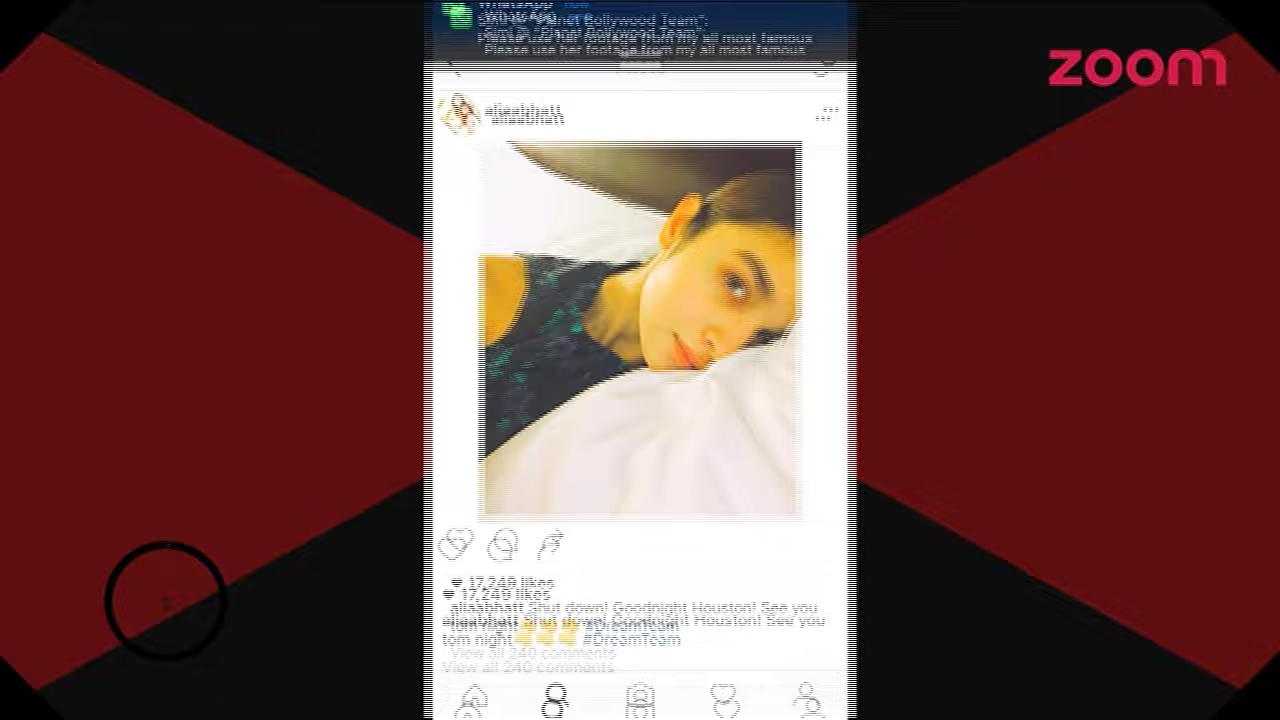 WhatsApp now
Planet Bollywood Team":
Please use her footage from my all most famous
zoom
aliaabhatt
17,249 likes
aliaabhatt Shut down! Goodnight Houston! See you
tom night #DreamTeam
View all 240 comments